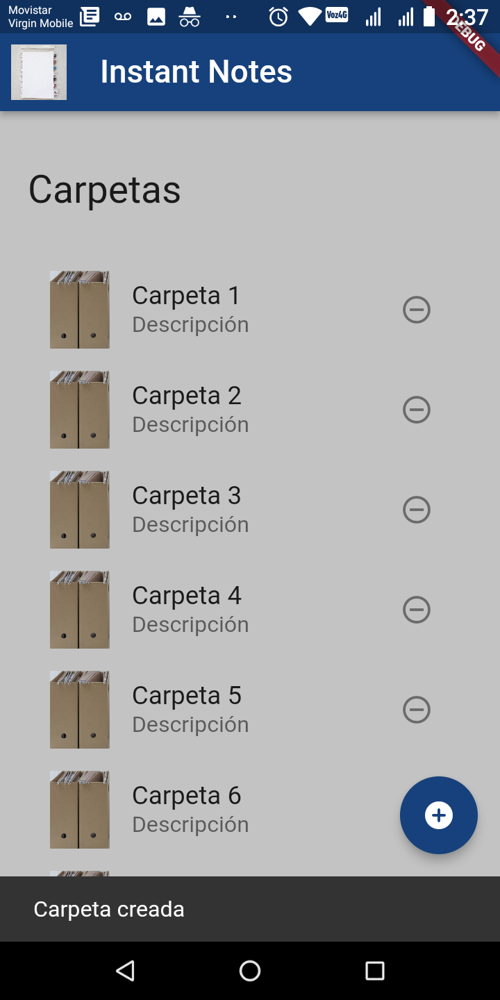 Movistar
Virgin Mobile
Voz4G
2:37
DEBUG
Instant Notes
Carpetas
Carpeta 1
Descripción
Carpeta 2
Descripción
Carpeta 3
Descripción
Carpeta 4
Descripción
Carpeta 5
Descripción
Carpeta 6
Descripción
Carpeta creada